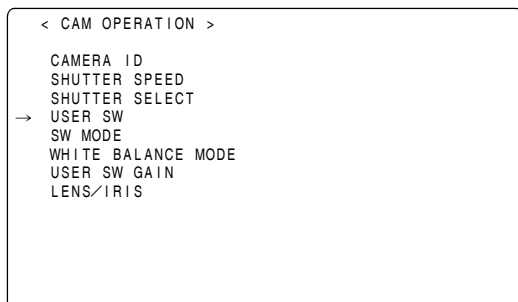 < CAM OPERATION >
CAMERA ID
SHUTTER SPEED
SHUTTER SELECT
→ USER SW
SW MODE
WHITE BALANCE MODE
USER SW GAIN
LENS/IRIS